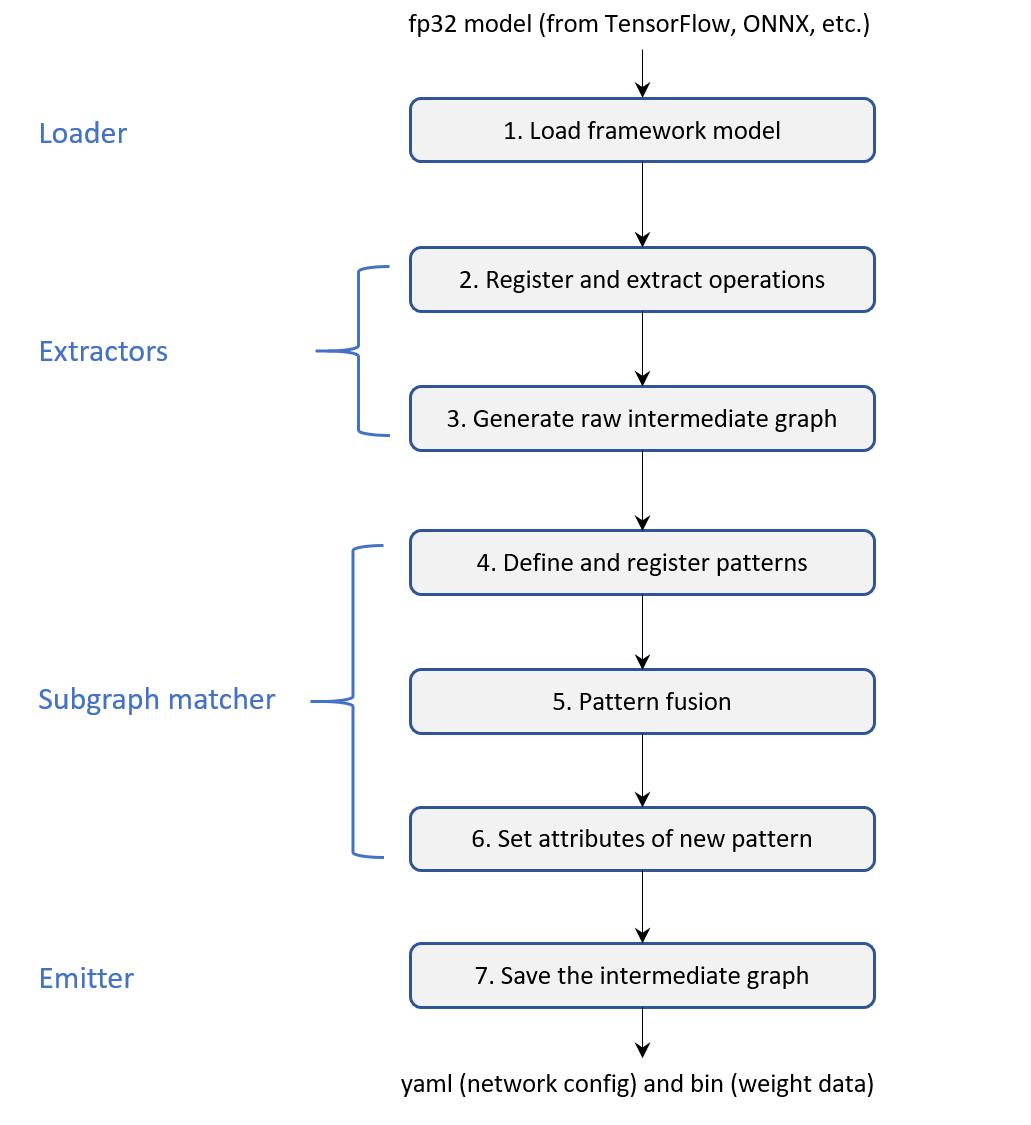 fp32 model (from TensorFlow, ONNX, etc.)
Loader
1. Load framework model
2. Register and extract operations
Extractors
3. Generate raw intermediate graph
4. Define and register patterns
Subgraph matcher
5. Pattern fusion
6. Set attributes of new pattern
Emitter
7. Save the intermediate graph
yaml (network config) and bin (weight data)